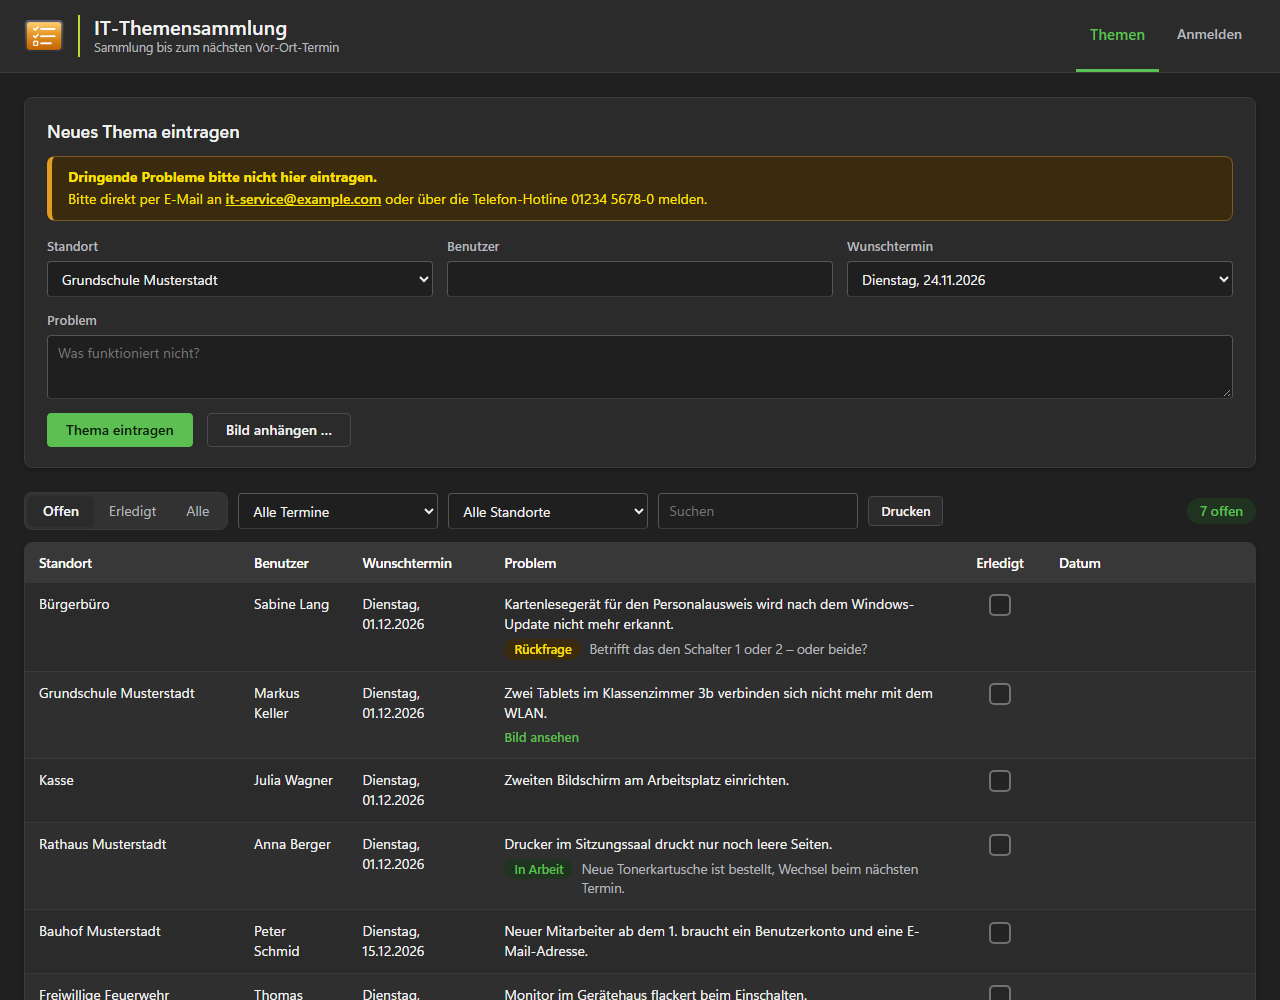 IT-Themensammlung
Sammlung bis zum nächsten Vor-Ort-Termin
Themen
Anmelden
Neues Thema eintragen
Dringende Probleme bitte nicht hier eintragen.
Bitte direkt per E-Mail an it-service@example.com oder über die Telefon-Hotline 01234 5678-0 melden.
Standort
Benutzer
Wunschtermin
Grundschule Musterstadt
Dienstag, 24.11.2026
Problem
Was funktioniert nicht?
Thema eintragen
Bild anhängen ...
Offen
Erledigt
Alle
Alle Termine
Alle Standorte
Suchen
Drucken
7 offen
Standort
Benutzer
Wunschtermin
Problem
Erledigt
Datum
Bürgerbüro
Sabine Lang
Dienstag,
01.12.2026
Kartenlesegerät für den Personalausweis wird nach dem Windows-
Update nicht mehr erkannt.
Rückfrage
Betrifft das den Schalter 1 oder 2 – oder beide?
Grundschule Musterstadt
Markus
Keller
Dienstag,
01.12.2026
Zwei Tablets im Klassenzimmer 3b verbinden sich nicht mehr mit dem
WLAN.
Bild ansehen
Kasse
Julia Wagner
Dienstag,
01.12.2026
Zweiten Bildschirm am Arbeitsplatz einrichten.
Rathaus Musterstadt
Anna Berger
Dienstag,
01.12.2026
Drucker im Sitzungssaal druckt nur noch leere Seiten.
In Arbeit
Neue Tonerkartusche ist bestellt, Wechsel beim nächsten
Termin.
Bauhof Musterstadt
Peter
Schmid
Dienstag,
15.12.2026
Neuer Mitarbeiter ab dem 1. braucht ein Benutzerkonto und eine E-
Mail-Adresse.
Freiwillige Feuerwehr
Thomas
Dienstag,
Monitor im Gerätehaus flackert beim Einschalten.